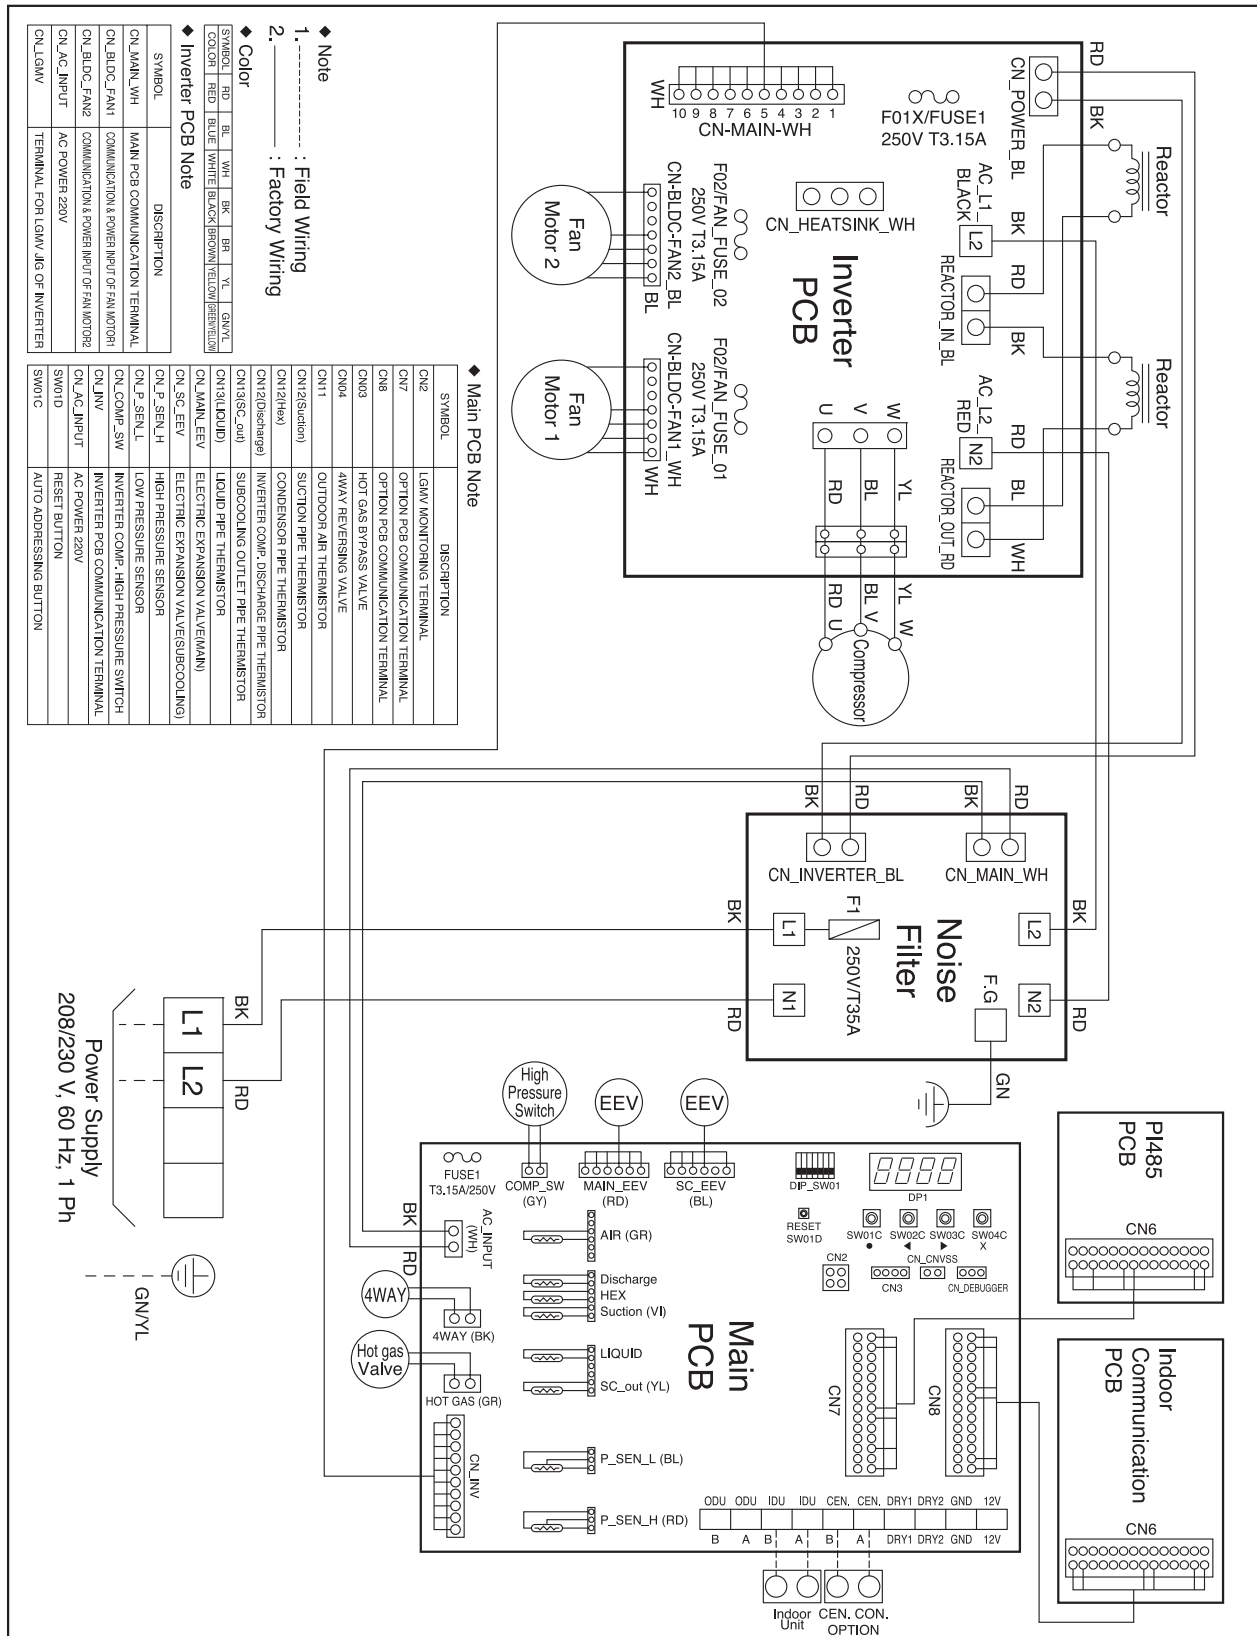 RD
CN_POWER_BL
BK
F01X/FUSE1
250V T3.15A
WH
10 9 8 7 6 5 4 3 2 1
CN-MAIN-WH
Reactor
AC_L1_
BLACK
L2
BK
RD
REACTOR_IN_BL
BK
Reactor
AC_L2_
RED
N2
RD
BL
REACTOR_OUT_RD
WH
CN_HEATSINK_WH
Inverter
PCB
F02/FAN_FUSE_02
250V T3.15A
CN-BLDC-FAN2_BL
BL
Fan
Motor 2
F02/FAN_FUSE_01
250V T3.15A
CN-BLDC-FAN1_WH
WH
Fan
Motor 1
U
V
W
RD
BL
YL
RD
BL
YL
U
V
W
Compressor
◆ Note
1.---------- : Field Wiring
2.———— : Factory Wiring
◆ Color
SYMBOL RD BL WH BK BR YL GN/YL
COLOR RED BLUE WHITE BLACK BROWN YELLOW GREEN/YELLOW
◆ Inverter PCB Note
SYMBOL DISCRIPTION
CN_MAIN_WH MAIN PCB COMMUNICATION TERMINAL
CN_BLDC_FAN1 COMMUNICATION & POWER INPUT OF FAN MOTOR1
CN_BLDC_FAN2 COMMUNICATION & POWER INPUT OF FAN MOTOR2
CN_AC_INPUT AC POWER 220V
CN_LGMV TERMINAL FOR LGMV JIG OF INVERTER
◆ Main PCB Note
SYMBOL DISCRIPTION
CN2 LGMV MONITORING TERMINAL
CN7 OPTION PCB COMMUNICATION TERMINAL
CN8 OPTION PCB COMMUNICATION TERMINAL
CN03 HOT GAS BYPASS VALVE
CN04 4WAY REVERSING VALVE
CN11 OUTDOOR AIR THERMISTOR
CN12(Suction) SUCTION PIPE THERMISTOR
CN12(Hex) CONDENSOR PIPE THERMISTOR
CN12(Discharge) INVERTER COMP. DISCHARGE PIPE THERMISTOR
CN13(SC_out) SUBCOOLING OUTLET PIPE THERMISTOR
CN13(LIQUID) LIQUID PIPE THERMISTOR
CN_MAIN_EEV ELECTRIC EXPANSION VALVE(MAIN)
CN_SC_EEV ELECTRIC EXPANSION VALVE(SUBCOOLING)
CN_P_SEN_H HIGH PRESSURE SENSOR
CN_P_SEN_L LOW PRESSURE SENSOR
CN_COMP_SW INVERTER COMP. HIGH PRESSURE SWITCH
CN_INV INVERTER PCB COMMUNICATION TERMINAL
CN_AC_INPUT AC POWER 220V
SW01D RESET BUTTON
SW01C AUTO ADDRESSING BUTTON
BK
RD
BK
RD
CN_INVERTER_BL
CN_MAIN_WH
BK
L1
F1
250V/T35A
Noise
Filter
L2
BK
N1
RD
F.G
N2
RD
GN
BK
L1
L2
RD
Power Supply
208/230 V, 60 Hz, 1 Ph
GN/YL
High
Pressure
Switch
EEV
EEV
FUSE1
T3.15A/250V
COMP_SW
(GY)
MAIN_EEV
(RD)
SC_EEV
(BL)
DIP_SW01
DP1
RESET
SW01D
SW01C SW02C SW03C SW04C
● ◀ ▶ X
CN2
CN_CNVSS
CN3
CN_DEBUGGER
BK
AC_INPUT
(WH)
RD
AIR (GR)
Discharge
HEX
Suction (VI)
4WAY
4WAY (BK)
Hot gas
Valve
HOT GAS (GR)
LIQUID
SC_out (YL)
Main
PCB
CN7
CN8
CN_INV
P_SEN_L (BL)
P_SEN_H (RD)
ODU ODU IDU IDU CEN. CEN. DRY1 DRY2 GND 12V
B A B A B A DRY1 DRY2 GND 12V
Indoor
Unit
CEN. CON.
OPTION
PI485
PCB
CN6
Indoor
Communication
PCB
CN6